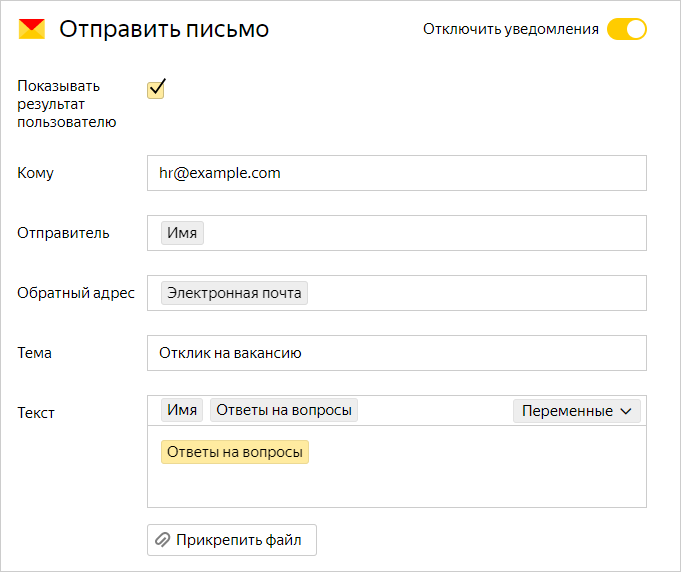 Отправить письмо
Отключить уведомления
Показывать
результат
пользователю
Кому
hr@example.com
Отправитель
Имя
Обратный адрес
Электронная почта
Тема
Отклик на вакансию
Текст
Имя
Ответы на вопросы
Переменные
Ответы на вопросы
Прикрепить файл